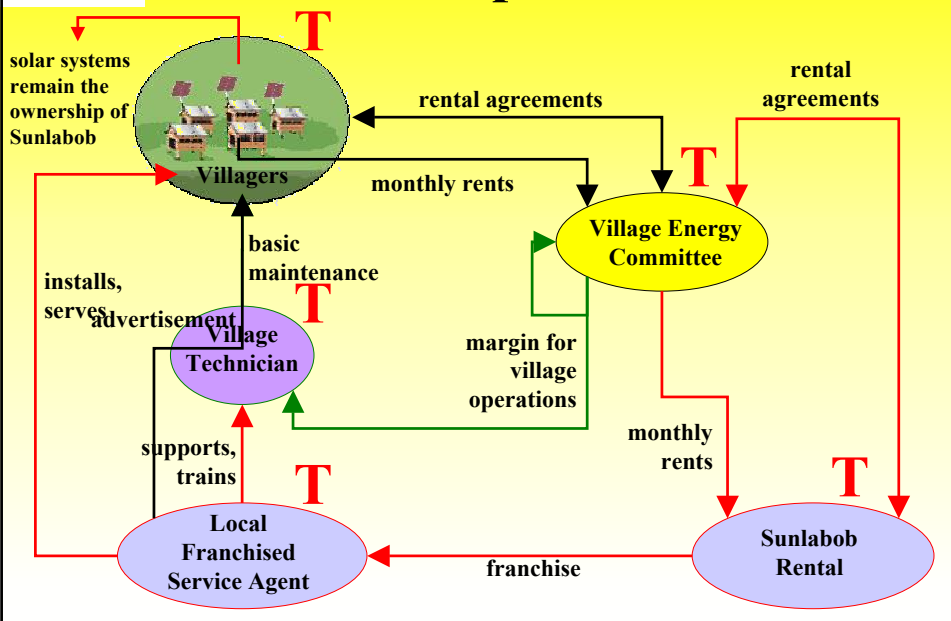 T
solar systems
remain the
ownership of
Sunlabob
rental
agreements
rental agreements
T
Villagers
monthly rents
Village Energy
Committee
basic
maintenance
installs,
serves
advertisement
T
Village
Technician
margin for
village
operations
supports,
trains
monthly
rents
T
T
Local
Franchised
Service Agent
franchise
Sunlabob
Rental